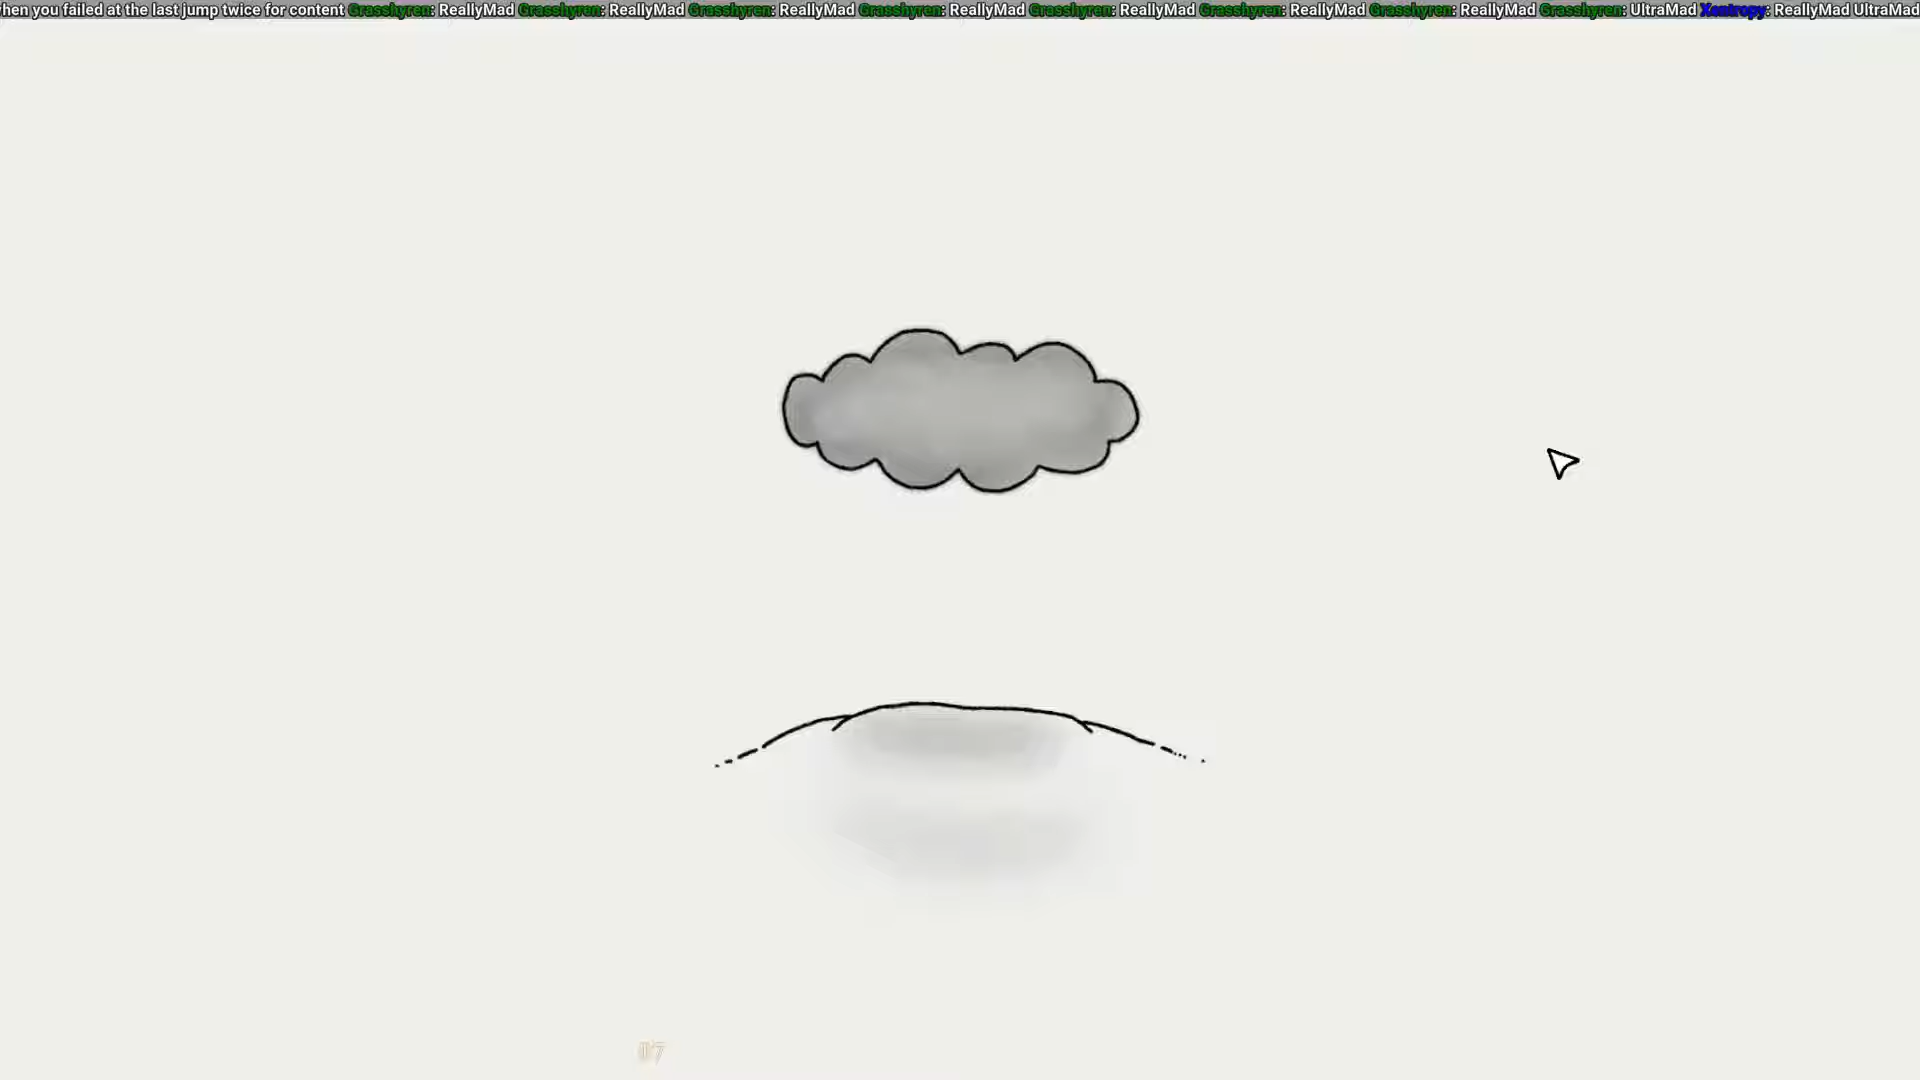 when you failed at the last jump twice for content Grasshyren: ReallyMad Grasshyren: ReallyMad Grasshyren: ReallyMad Grasshyren: ReallyMad Grasshyren: ReallyMad Grasshyren: ReallyMad Grasshyren: ReallyMad Grasshyren: UltraMad Xentropy: ReallyMad UltraMad